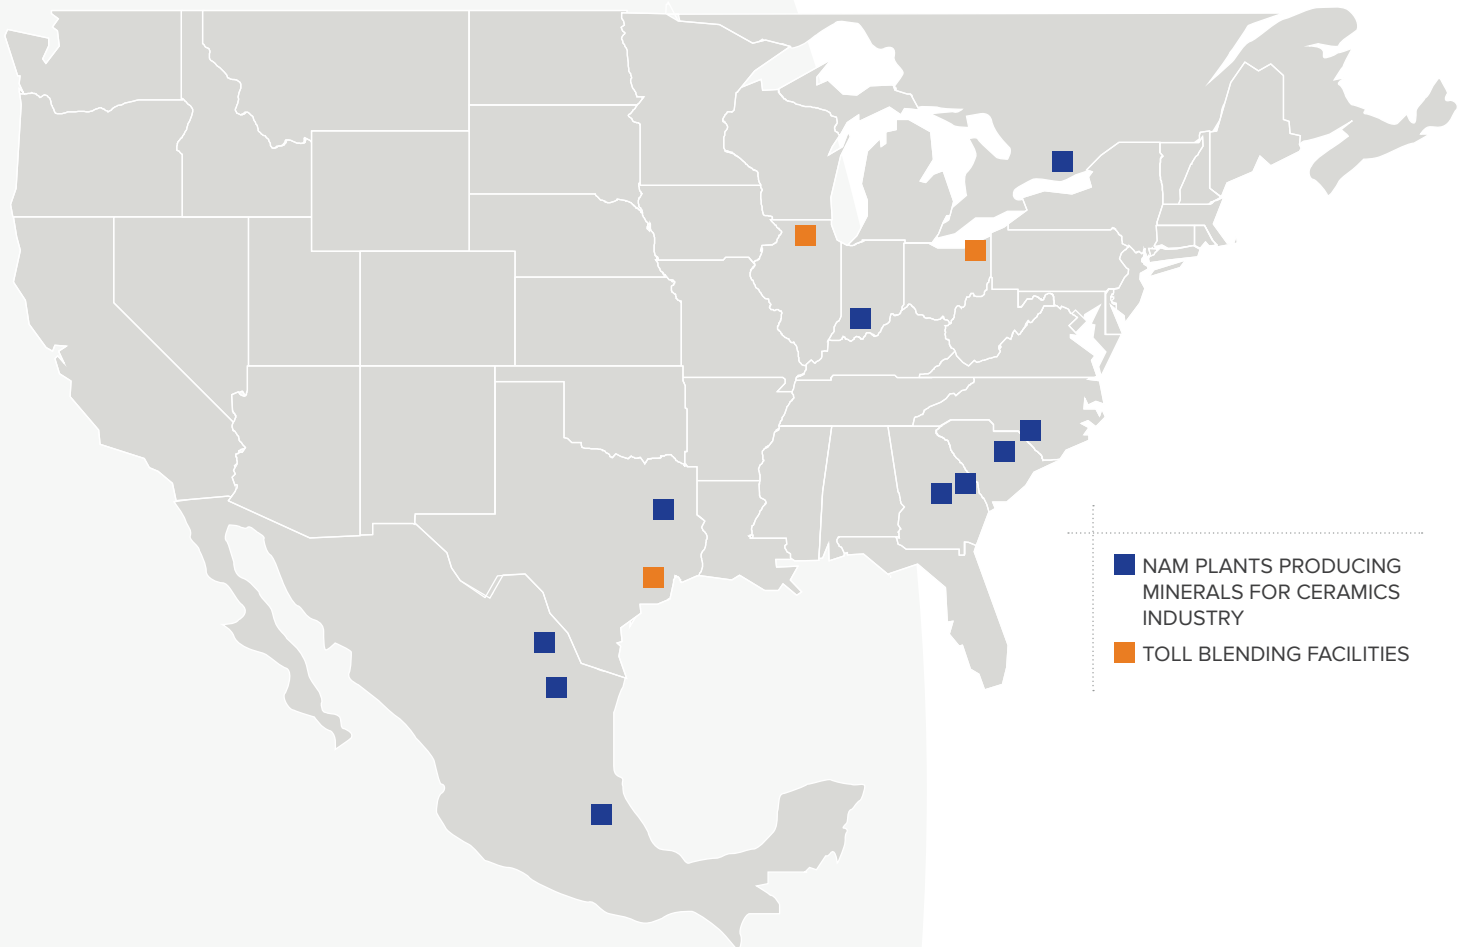 NAM PLANTS PRODUCING
MINERALS FOR CERAMICS
INDUSTRY
TOLL BLENDING FACILITIES